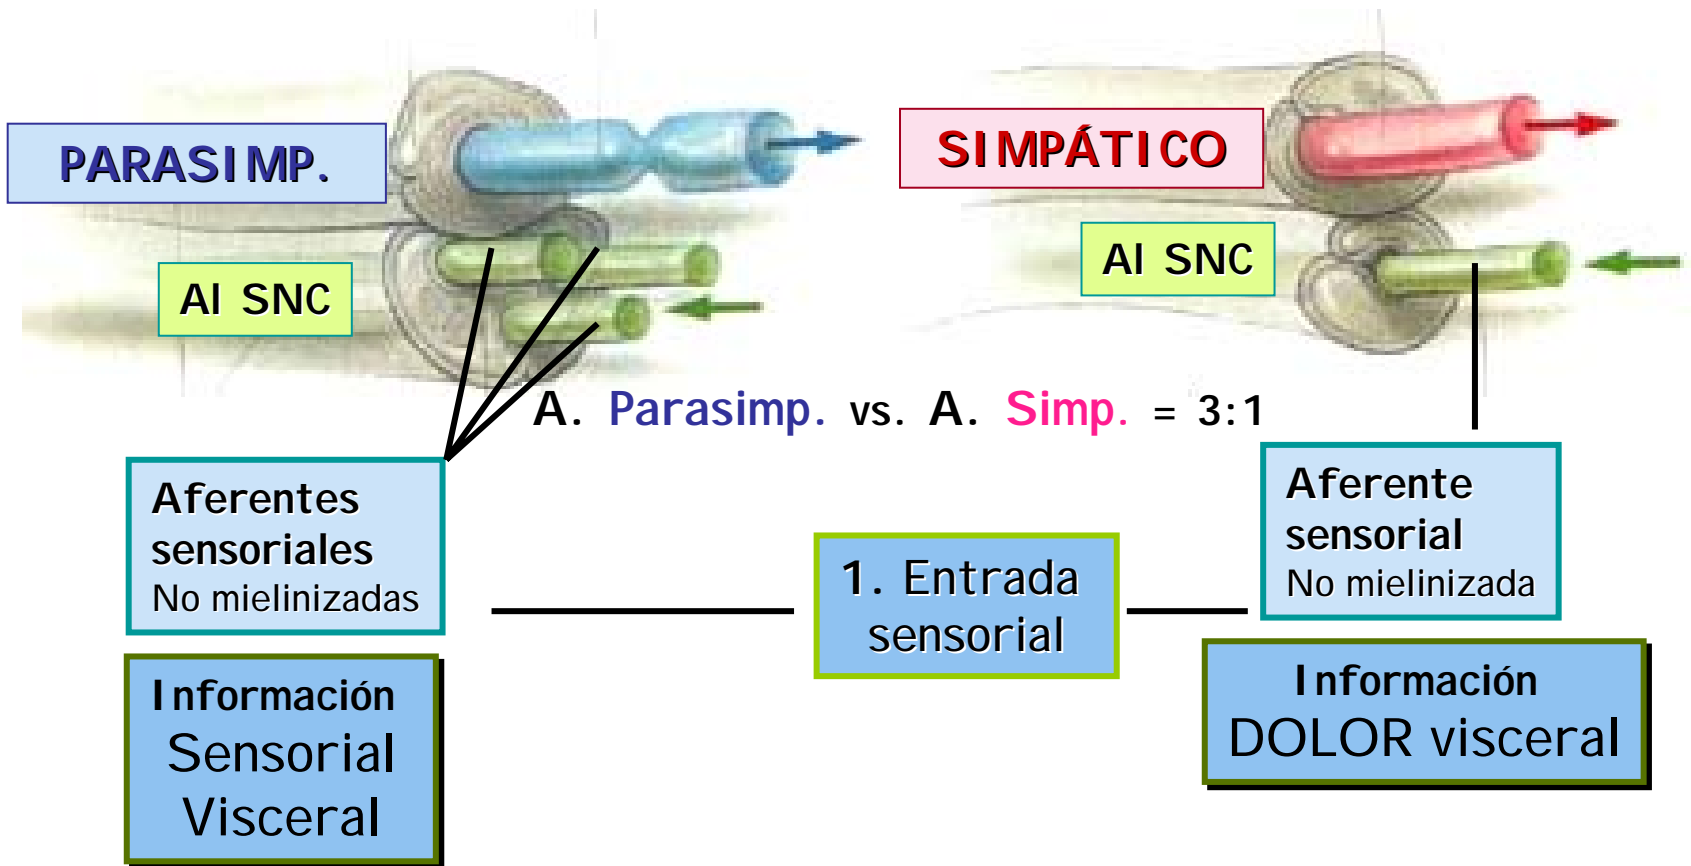 PARASIMP.
SIMPÁTICO
Al SNC
Al SNC
A. Parasimp. vs. A. Simp. = 3:1
Aferentes
sensoriales
No mielinizadas
Aferente
sensorial
No mielinizada
1. Entrada
sensorial
Información
Sensorial
Visceral
Información
DOLOR visceral